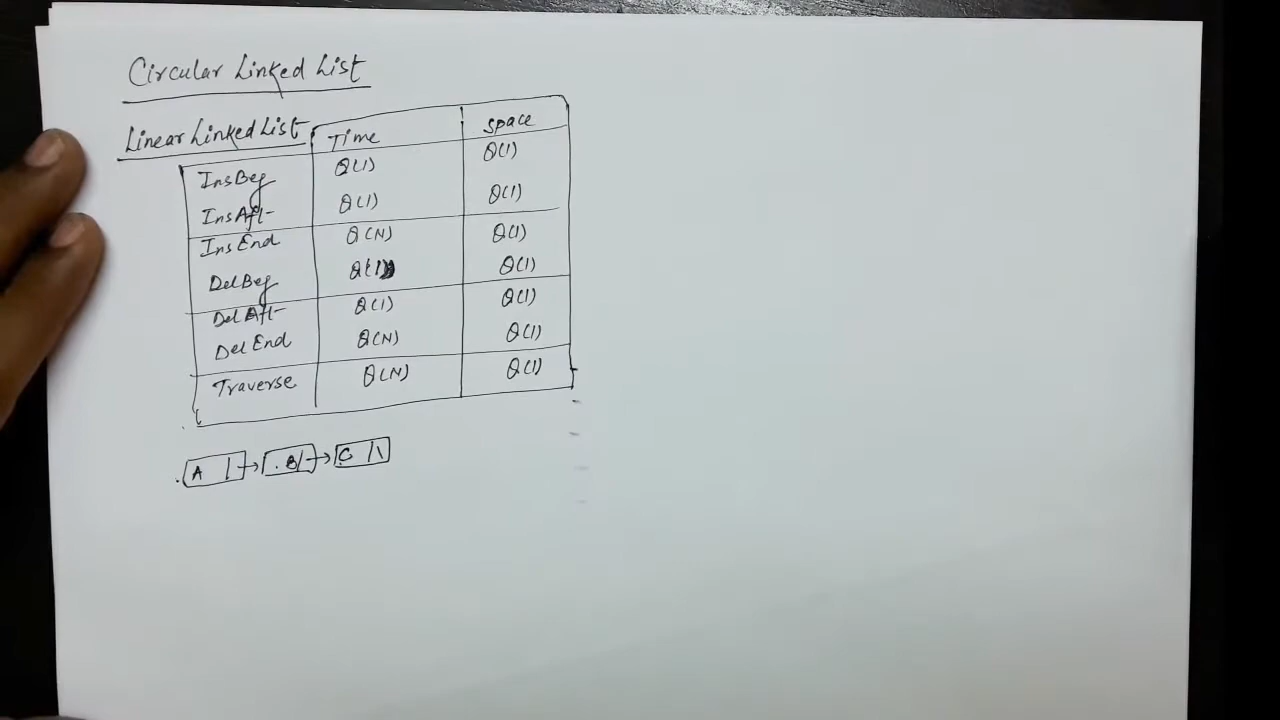 Circular Linked List
Linear Linked List Time Space
InsBeg θ(1) θ(1)
InsAft θ(1) θ(1)
InsEnd θ(N) θ(1)
DelBeg θ(1) θ(1)
DelAft θ(1) θ(1)
DelEnd θ(N) θ(1)
Traverse θ(N) θ(1)
A B C